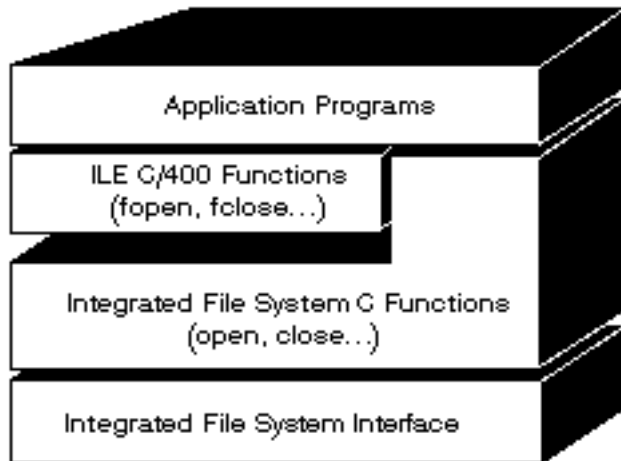 Application Programs
ILE C/400 Functions
(fopen, fclose...)
Integrated File System C Functions
(open, close...)
Integrated File System Interface